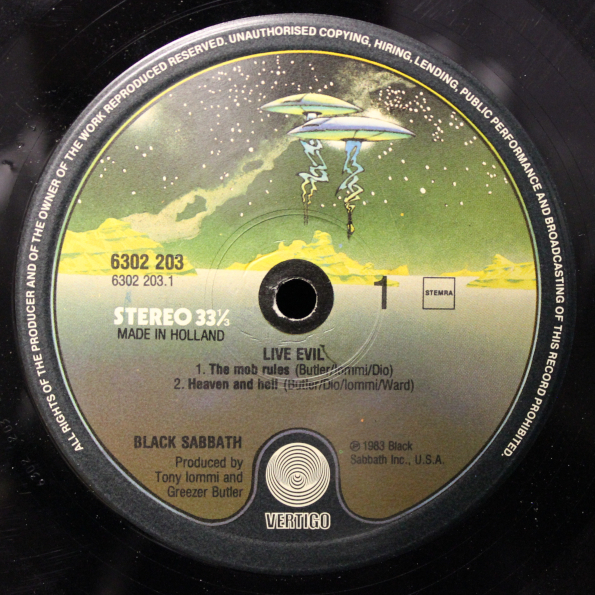 ALL RIGHTS OF THE PRODUCER AND OF THE OWNER OF THE WORK REPRODUCED RESERVED. UNAUTHORISED COPYING, HIRING, LENDING, PUBLIC PERFORMANCE AND BROADCASTING OF THIS RECORD PROHIBITED.
6302 203
6302 203.1
1
STEMRA
STEREO 33⅓
MADE IN HOLLAND
LIVE EVIL
1. The mob rules (Butler/Iommi/Dio)
2. Heaven and hell (Butler/Dio/Iommi/Ward)
BLACK SABBATH
Produced by
Tony Iommi and
Greezer Butler
℗ 1983 Black
Sabbath Inc., U.S.A.
VERTIGO